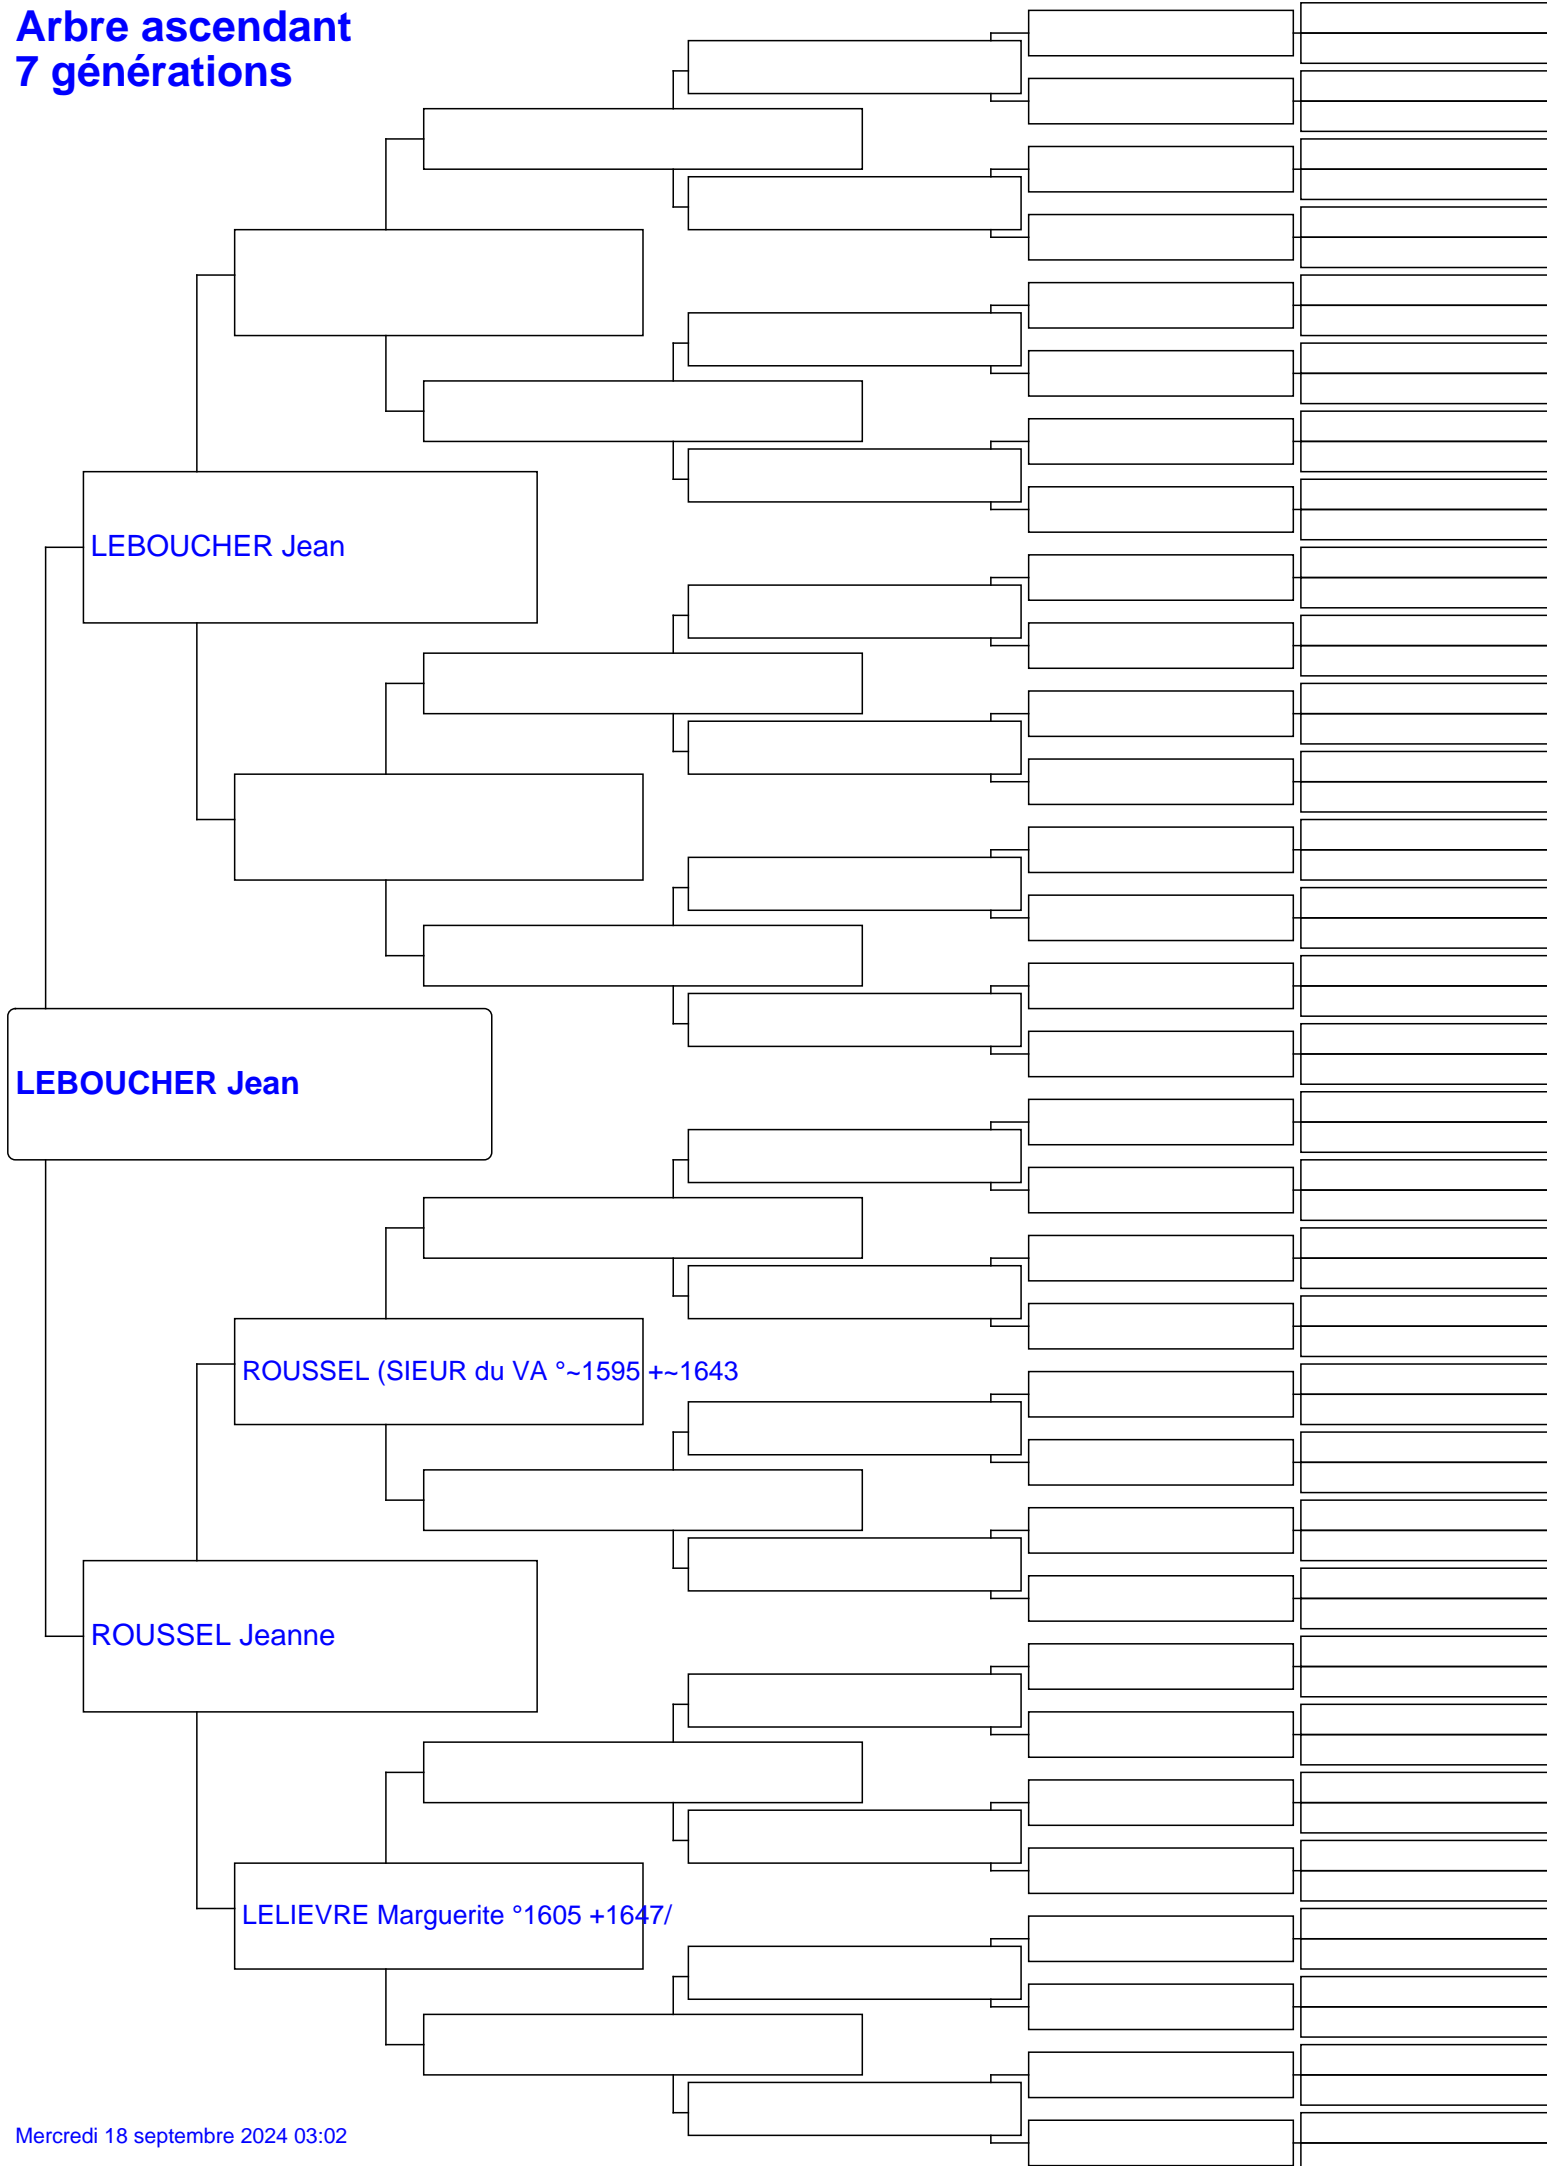 Arbre ascendant
7 générations
LEBOUCHER Jean
LEBOUCHER Jean
ROUSSEL (SIEUR du VA °~1595 +~1643
ROUSSEL Jeanne
LELIEVRE Marguerite °1605 +1647/
Mercredi 18 septembre 2024 03:02